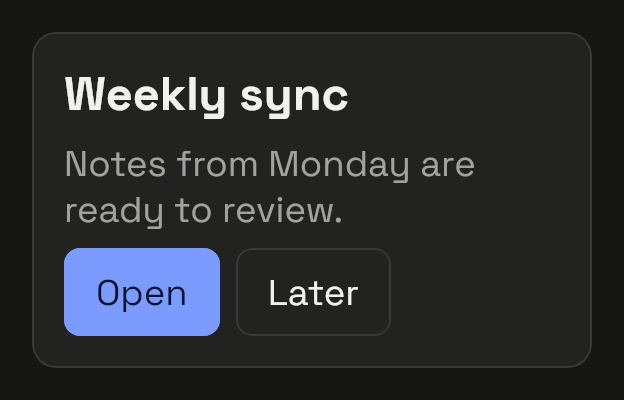 Weekly sync
Notes from Monday are
ready to review.
Open
Later